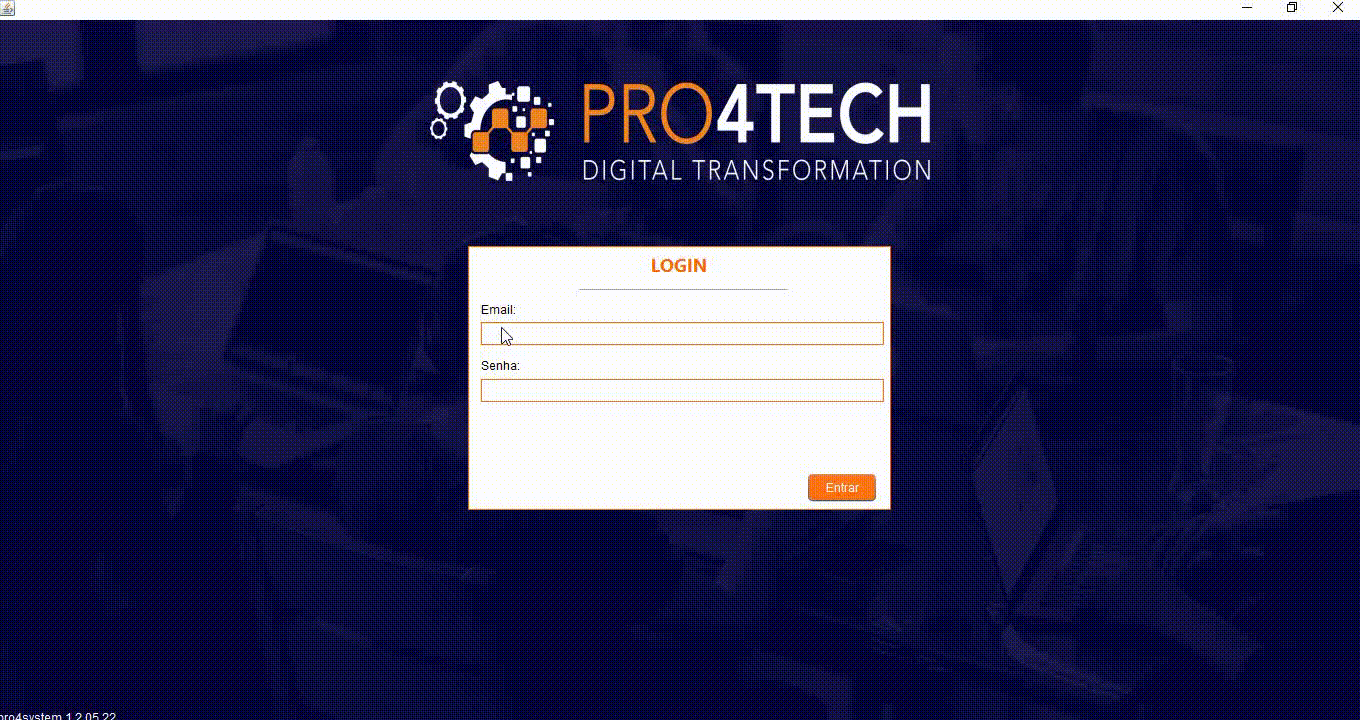 PRO4TECH
DIGITAL TRANSFORMATION
LOGIN
Email:
Senha:
Entrar
pro4system 1.2.05.22